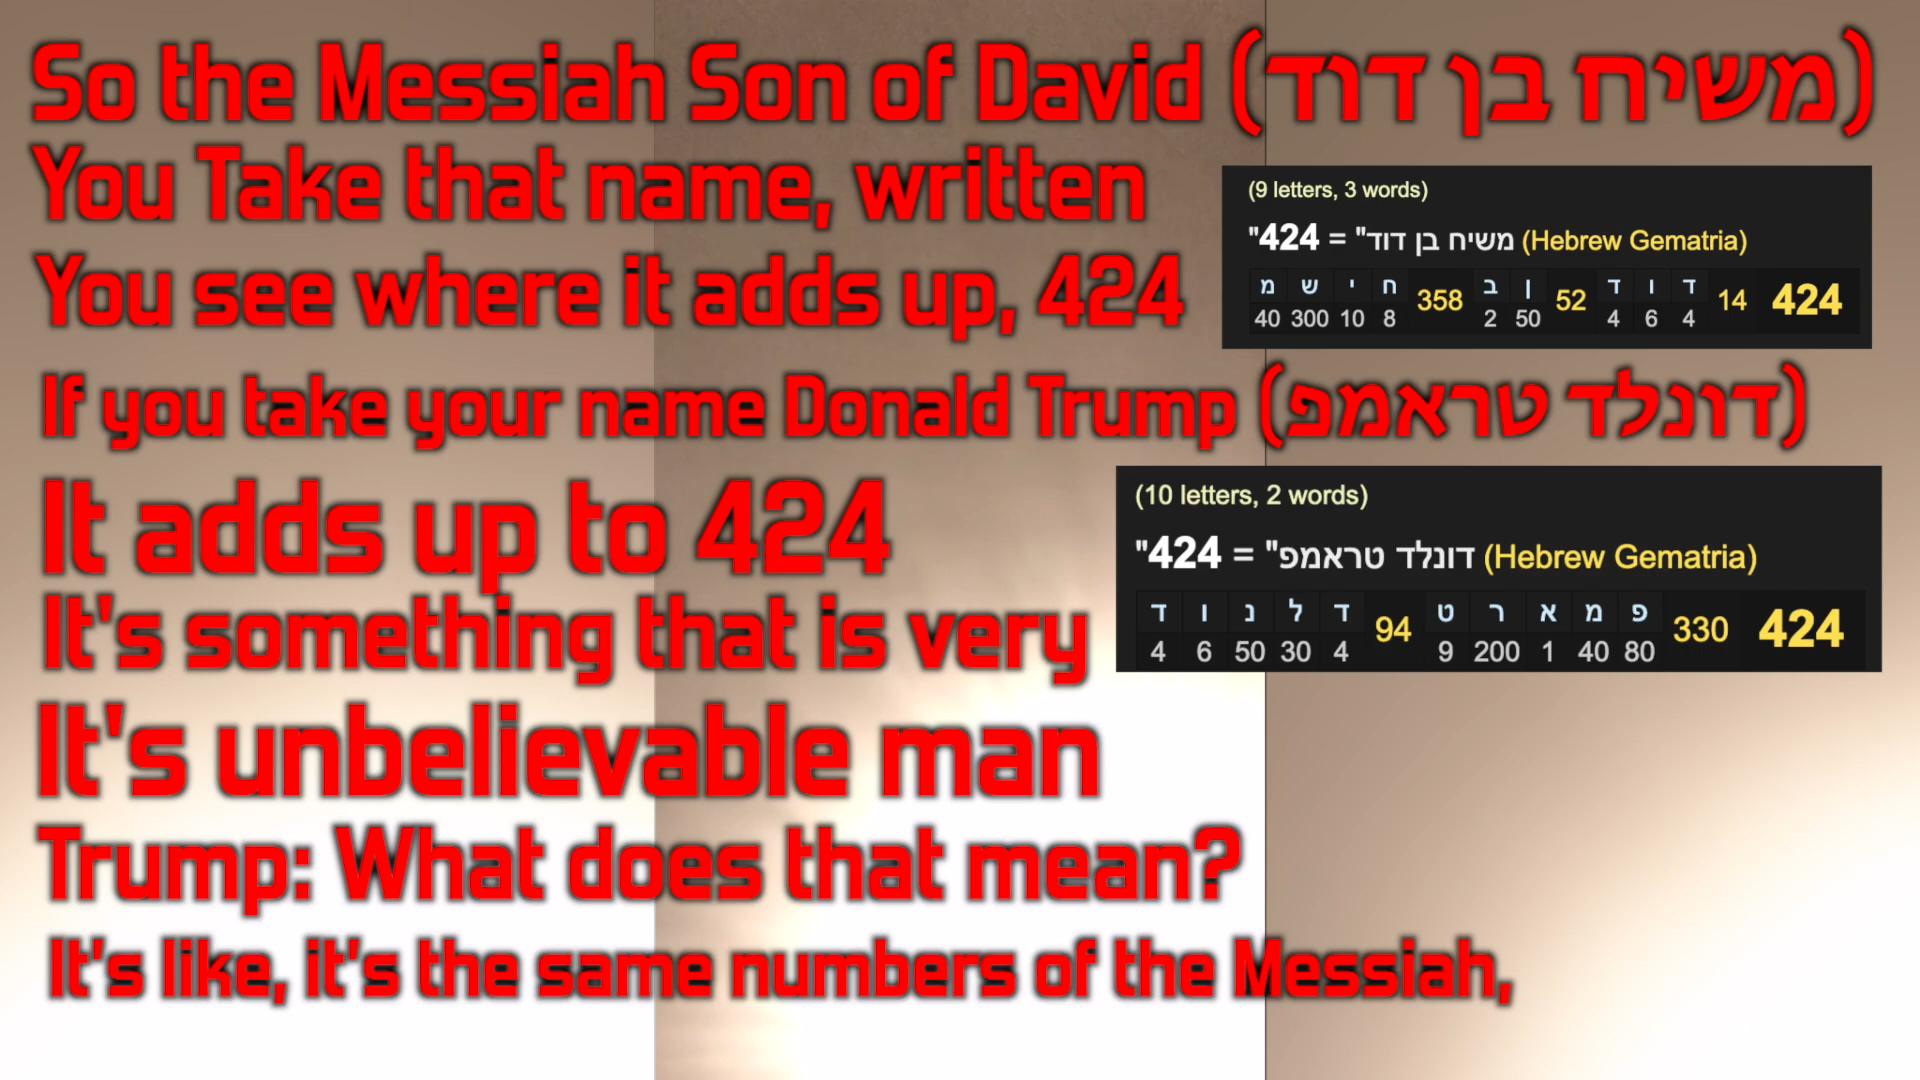 So the Messiah Son of David (משיח בן דוד)
You Take that name, written
(9 letters, 3 words)
"424 = "משיח בן דוד (Hebrew Gematria)
מ ש י ח 358 ב ן 52 ד ו ד 14 424
40 300 10 8 2 50 4 6 4
You see where it adds up, 424
If you take your name Donald Trump (דונלד טראמפ)
It adds up to 424
(10 letters, 2 words)
"424 = "דונלד טראמפ (Hebrew Gematria)
ד ו נ ל ד 94 ט ר א מ פ 330 424
4 6 50 30 4 9 200 1 40 80
It's something that is very
It's unbelievable man
Trump: What does that mean?
It's like, it's the same numbers of the Messiah,